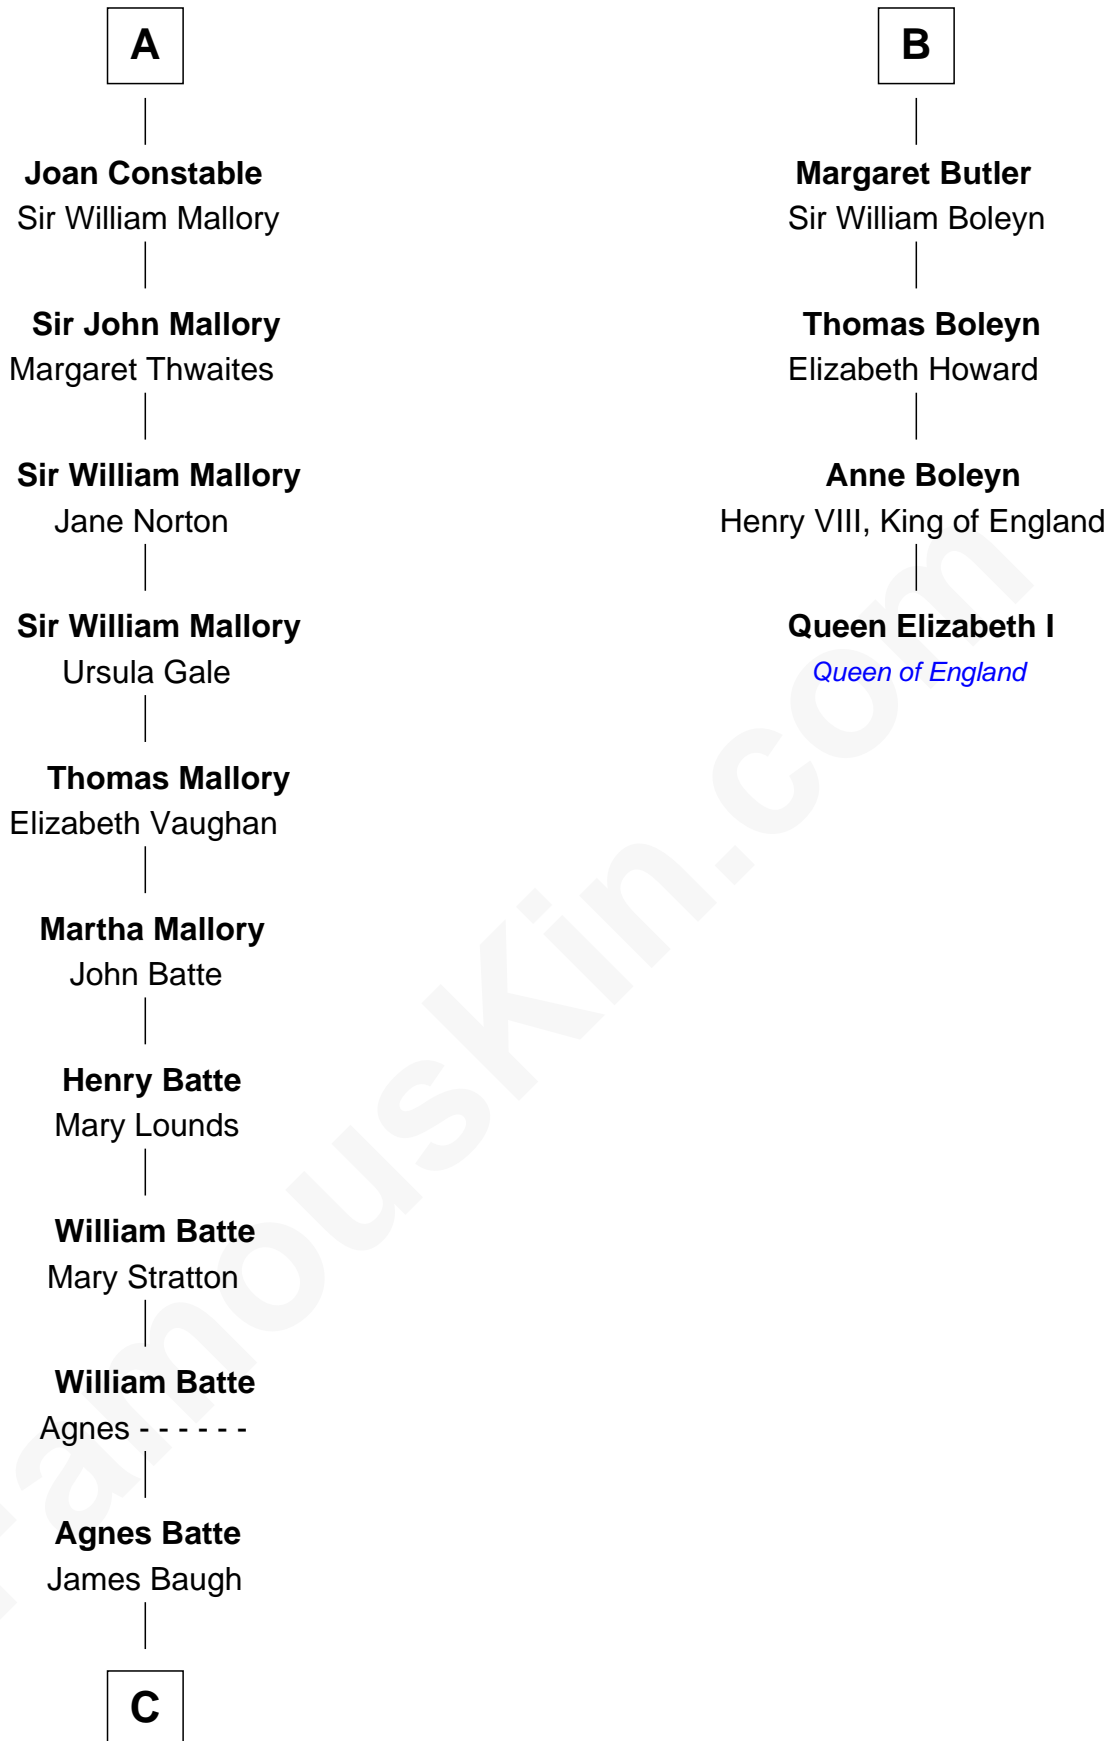 A
Joan Constable
Sir William Mallory
Sir John Mallory
Margaret Thwaites
Sir William Mallory
Jane Norton
Sir William Mallory
Ursula Gale
Thomas Mallory
Elizabeth Vaughan
Martha Mallory
John Batte
Henry Batte
Mary Lounds
William Batte
Mary Stratton
William Batte
Agnes - - - - - -
Agnes Batte
James Baugh
C
B
Margaret Butler
Sir William Boleyn
Thomas Boleyn
Elizabeth Howard
Anne Boleyn
Henry VIII, King of England
Queen Elizabeth I
Queen of England
FamousKin.com